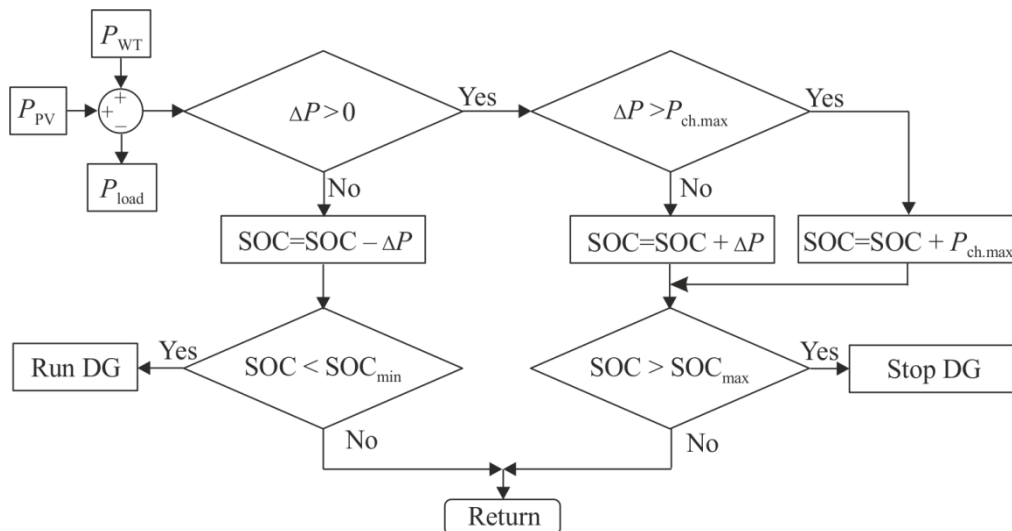 P_WT
P_PV
+
+
−
P_load
ΔP>0
Yes
ΔP>P_ch.max
Yes
No
No
SOC=SOC – ΔP
SOC=SOC + ΔP
SOC=SOC + P_ch.max
Run DG
Yes
SOC < SOC_min
SOC > SOC_max
Yes
Stop DG
No
No
Return